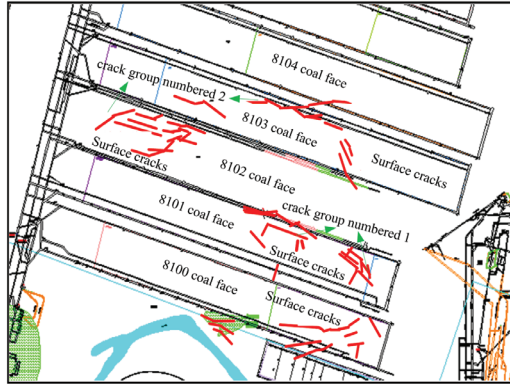 8104 coal face
crack group numbered 2
8103 coal face
Surface cracks
Surface cracks
8102 coal face
8101 coal face
crack group numbered 1
Surface cracks
8100 coal face
Surface cracks